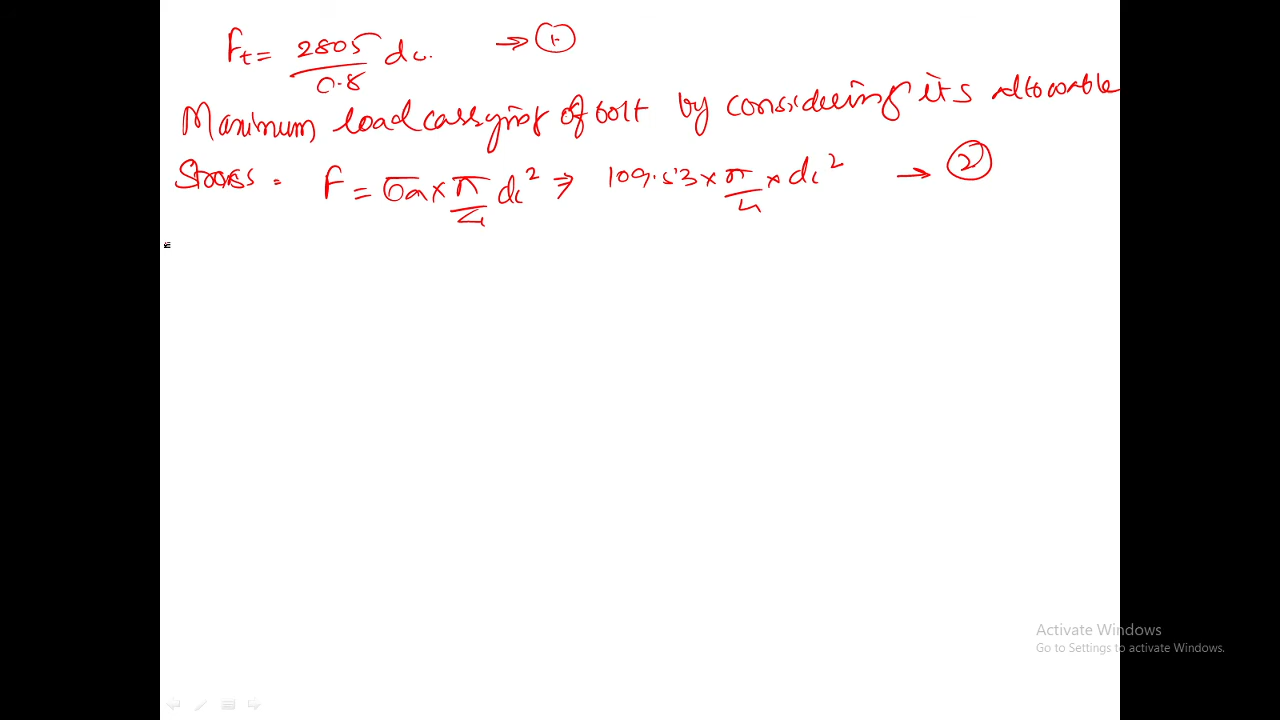 Ft = 2805/0.8 dc. → ①
Maximum load carrying of bolt by considering its allowable
Stress. F = σa × π/4 dc² ⇒ 109.53 × π/4 × dc² → ②
Activate Windows
Go to Settings to activate Windows.